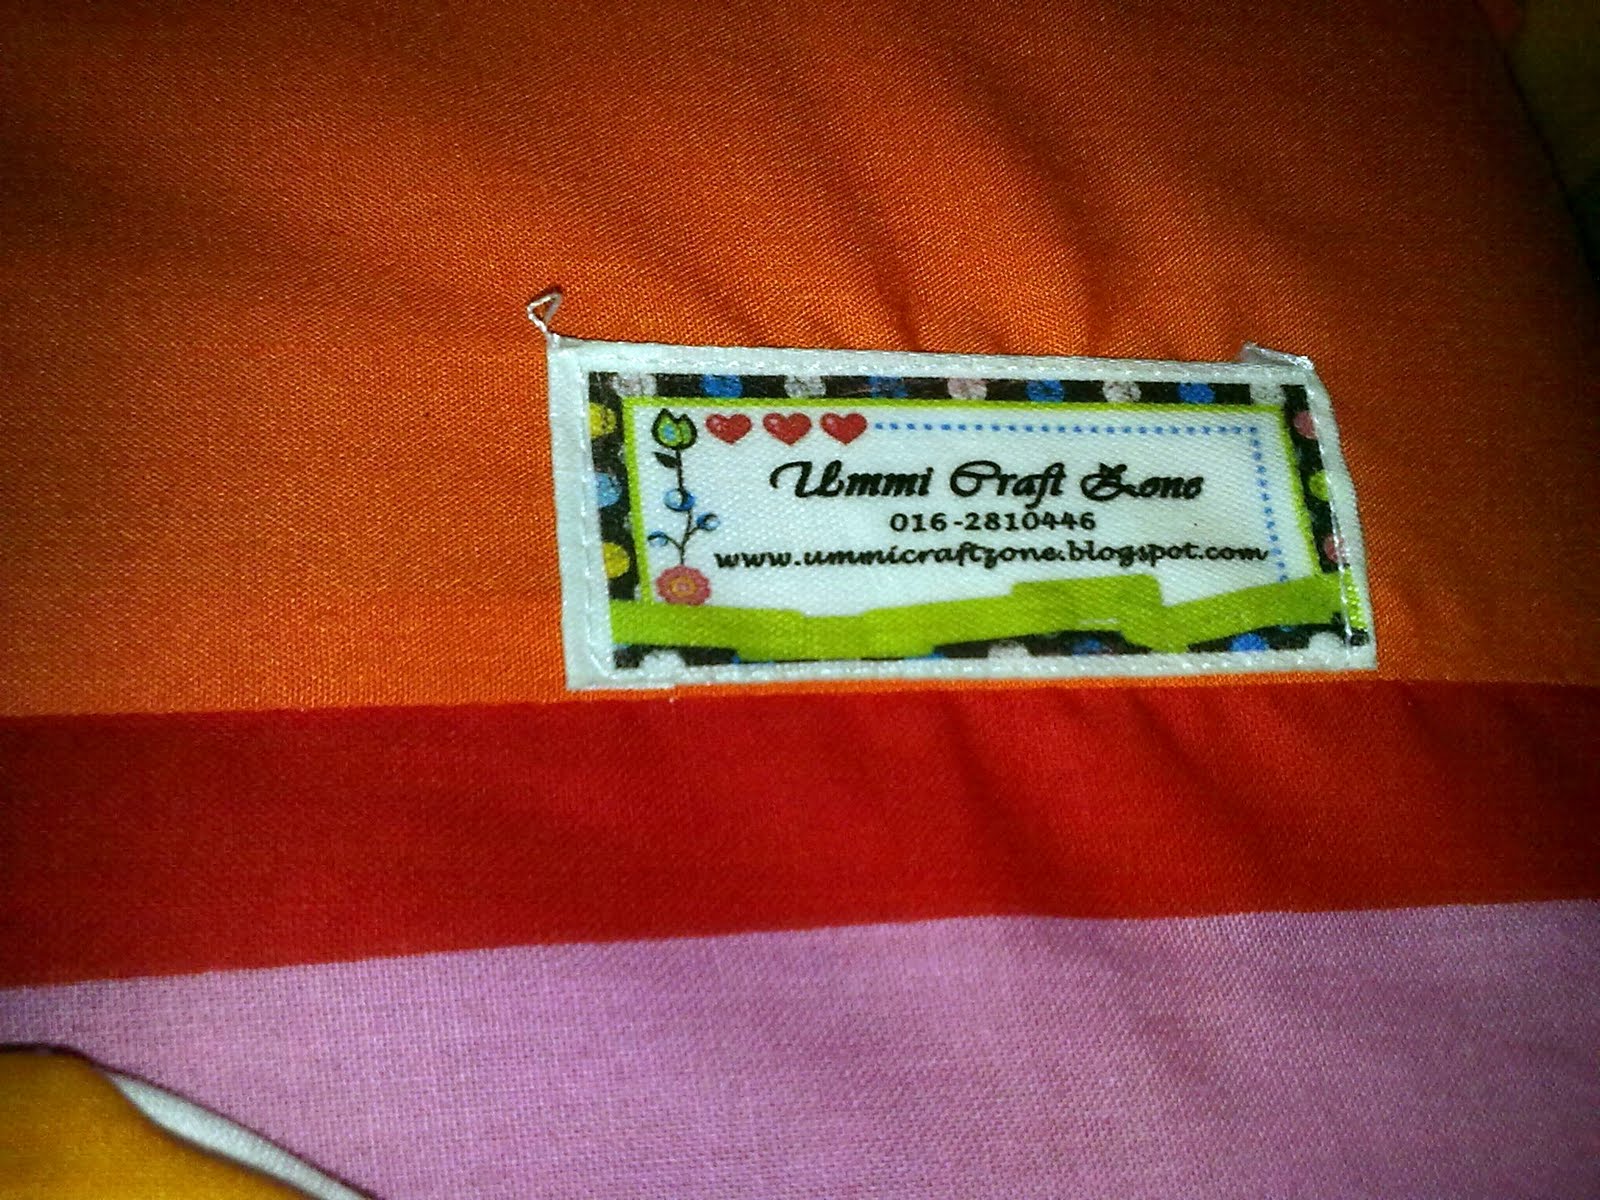 Ummi Craft Zone
016-2810446
www.ummicraftzone.blogspot.com